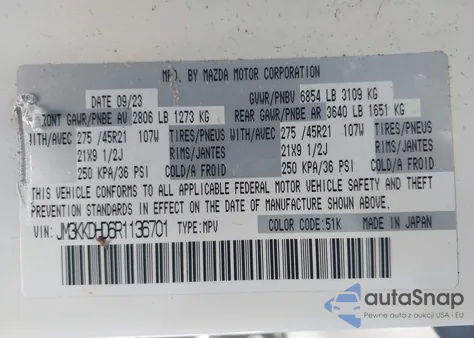 MFD. BY MAZDA MOTOR CORPORATION
DATE 09/23 GVWR/PNBV 6854 LB 3109 KG
FRONT GAWR/PNBE AV 2806 LB 1273 KG REAR GAWR/PNBE AR 3640 LB 1651 KG
WITH/AVEC 275 /45R21 107W TIRES/PNEUS WITH/AVEC 275 /45R21 107W TIRES/PNEUS
21X9 1/2J RIMS/JANTES 21X9 1/2J RIMS/JANTES
250 KPA/36 PSI COLD/A FROID 250 KPA/36 PSI COLD/A FROID
THIS VEHICLE CONFORMS TO ALL APPLICABLE FEDERAL MOTOR VEHICLE SAFETY AND THEFT
PREVENTION STANDARDS IN EFFECT ON THE DATE OF MANUFACTURE SHOWN ABOVE.
VIN: JM3KKDHD6R1136701 TYPE:MPV COLOR CODE:51K MADE IN JAPAN
autoSnap
Pewne auta z USA i EU